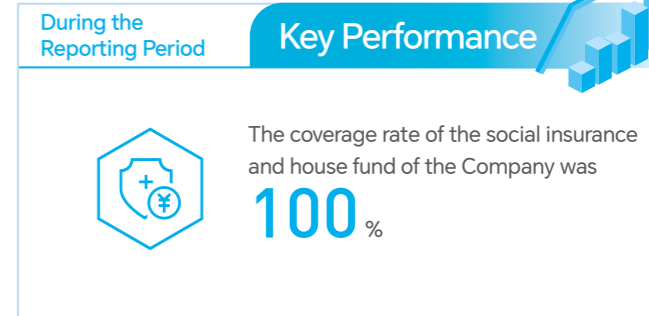 During the
Reporting Period
Key Performance
The coverage rate of the social insurance
and house fund of the Company was
100 %